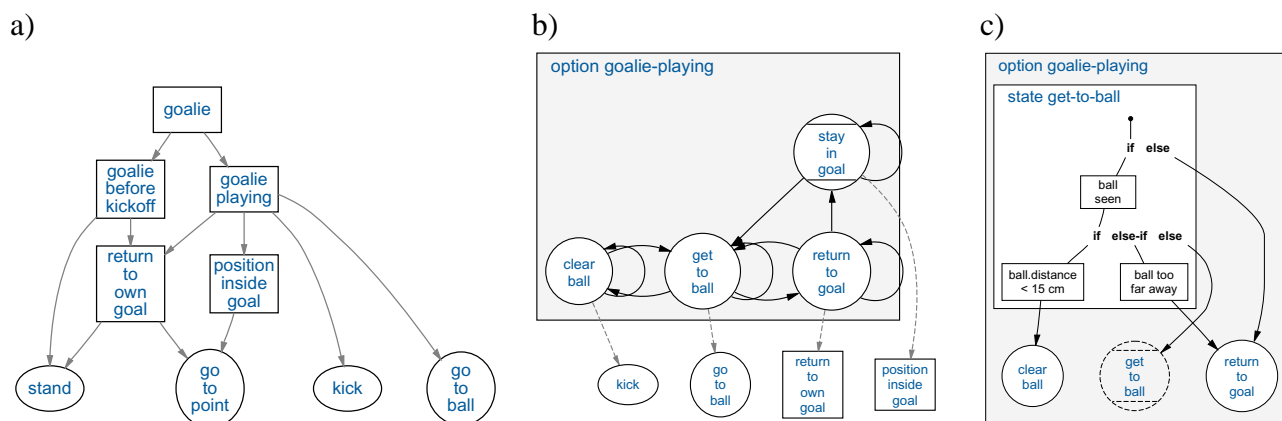 a)
goalie
goalie
before
kickoff
goalie
playing
return
to
own
goal
position
inside
goal
stand
go
to
point
kick
go
to
ball
b)
option goalie-playing
stay
in
goal
clear
ball
get
to
ball
return
to
goal
kick
go
to
ball
return
to
own
goal
position
inside
goal
c)
option goalie-playing
state get-to-ball
if else
ball
seen
if else-if else
ball.distance
< 15 cm
ball too
far away
clear
ball
get
to
ball
return
to
goal